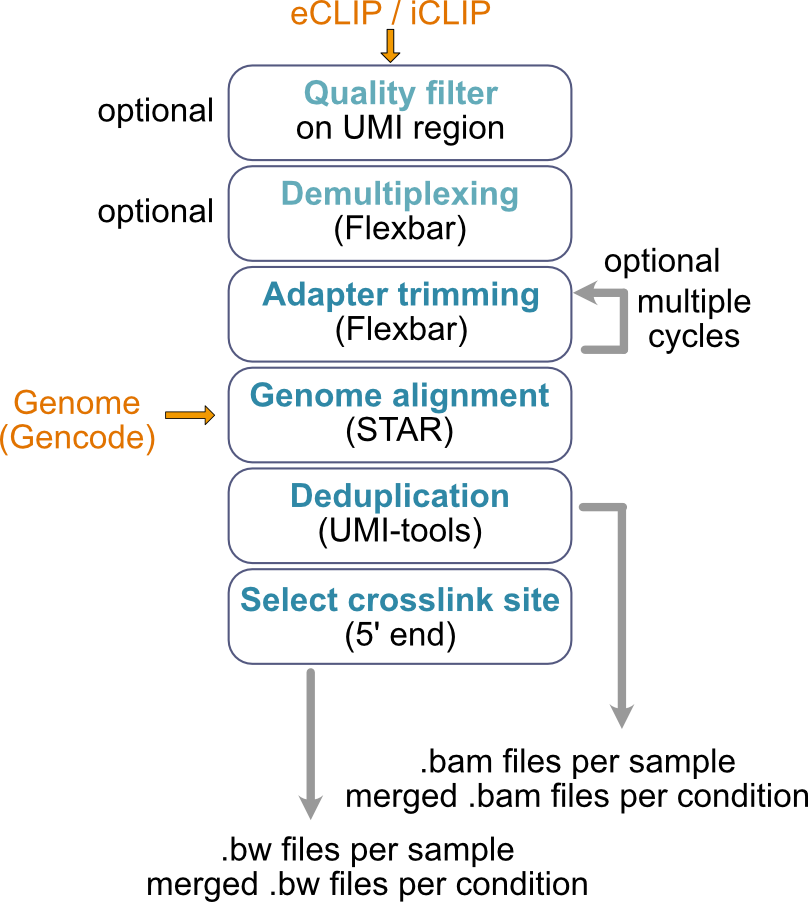 eCLIP / iCLIP
optional
Quality filter
on UMI region
optional
Demultiplexing
(Flexbar)
Adapter trimming
(Flexbar)
optional
multiple
cycles
Genome
(Gencode)
Genome alignment
(STAR)
Deduplication
(UMI-tools)
Select crosslink site
(5' end)
.bam files per sample
merged .bam files per condition
.bw files per sample
merged .bw files per condition